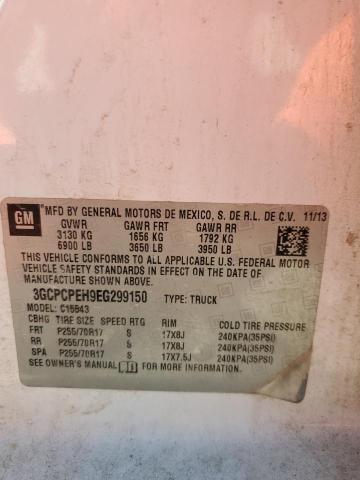 GM MFD BY GENERAL MOTORS DE MEXICO, S. DE R.L. DE C.V. 11/13
GVWR GAWR FRT GAWR RR
3130 KG 1656 KG 1792 KG
6900 LB 3650 LB 3950 LB
THIS VEHICLE CONFORMS TO ALL APPLICABLE U.S. FEDERAL MOTOR
VEHICLE SAFETY STANDARDS IN EFFECT ON THE DATE OF
MANUFACTURE SHOWN ABOVE.
3GCPCPEH9EG299150 TYPE: TRUCK
MODEL: C15543
CBHG TIRE SIZE SPEED RTG RIM COLD TIRE PRESSURE
FRT P255/70R17 S 17X8J 240KPA(35PSI)
RR P255/70R17 S 17X8J 240KPA(35PSI)
SPA P255/70R17 S 17X7.5J 240KPA(35PSI)
SEE OWNER'S MANUAL FOR MORE INFORMATION.